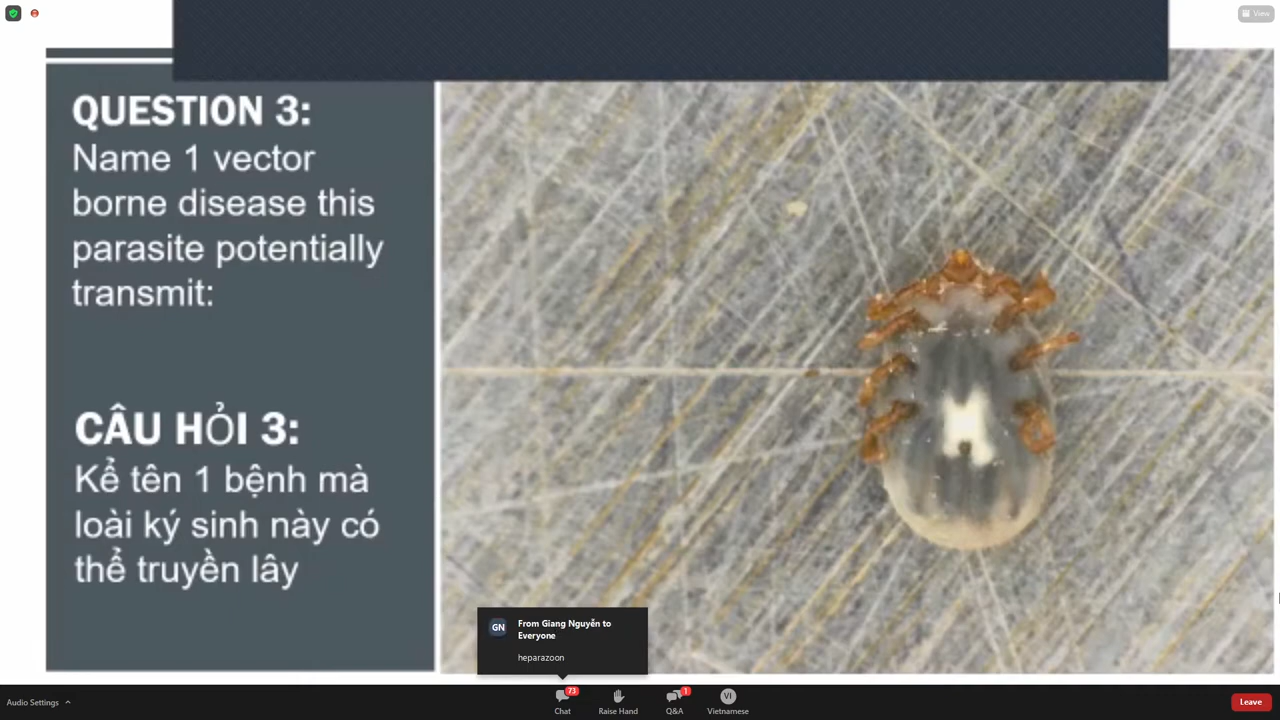 View
QUESTION 3:
Name 1 vector
borne disease this
parasite potentially
transmit:
CÂU HỎI 3:
Kể tên 1 bệnh mà
loài ký sinh này có
thể truyền lây
GN
From Giang Nguyễn to
Everyone
heparazoon
Audio Settings
73
Chat
Raise Hand
1
Q&A
VI
Vietnamese
Leave